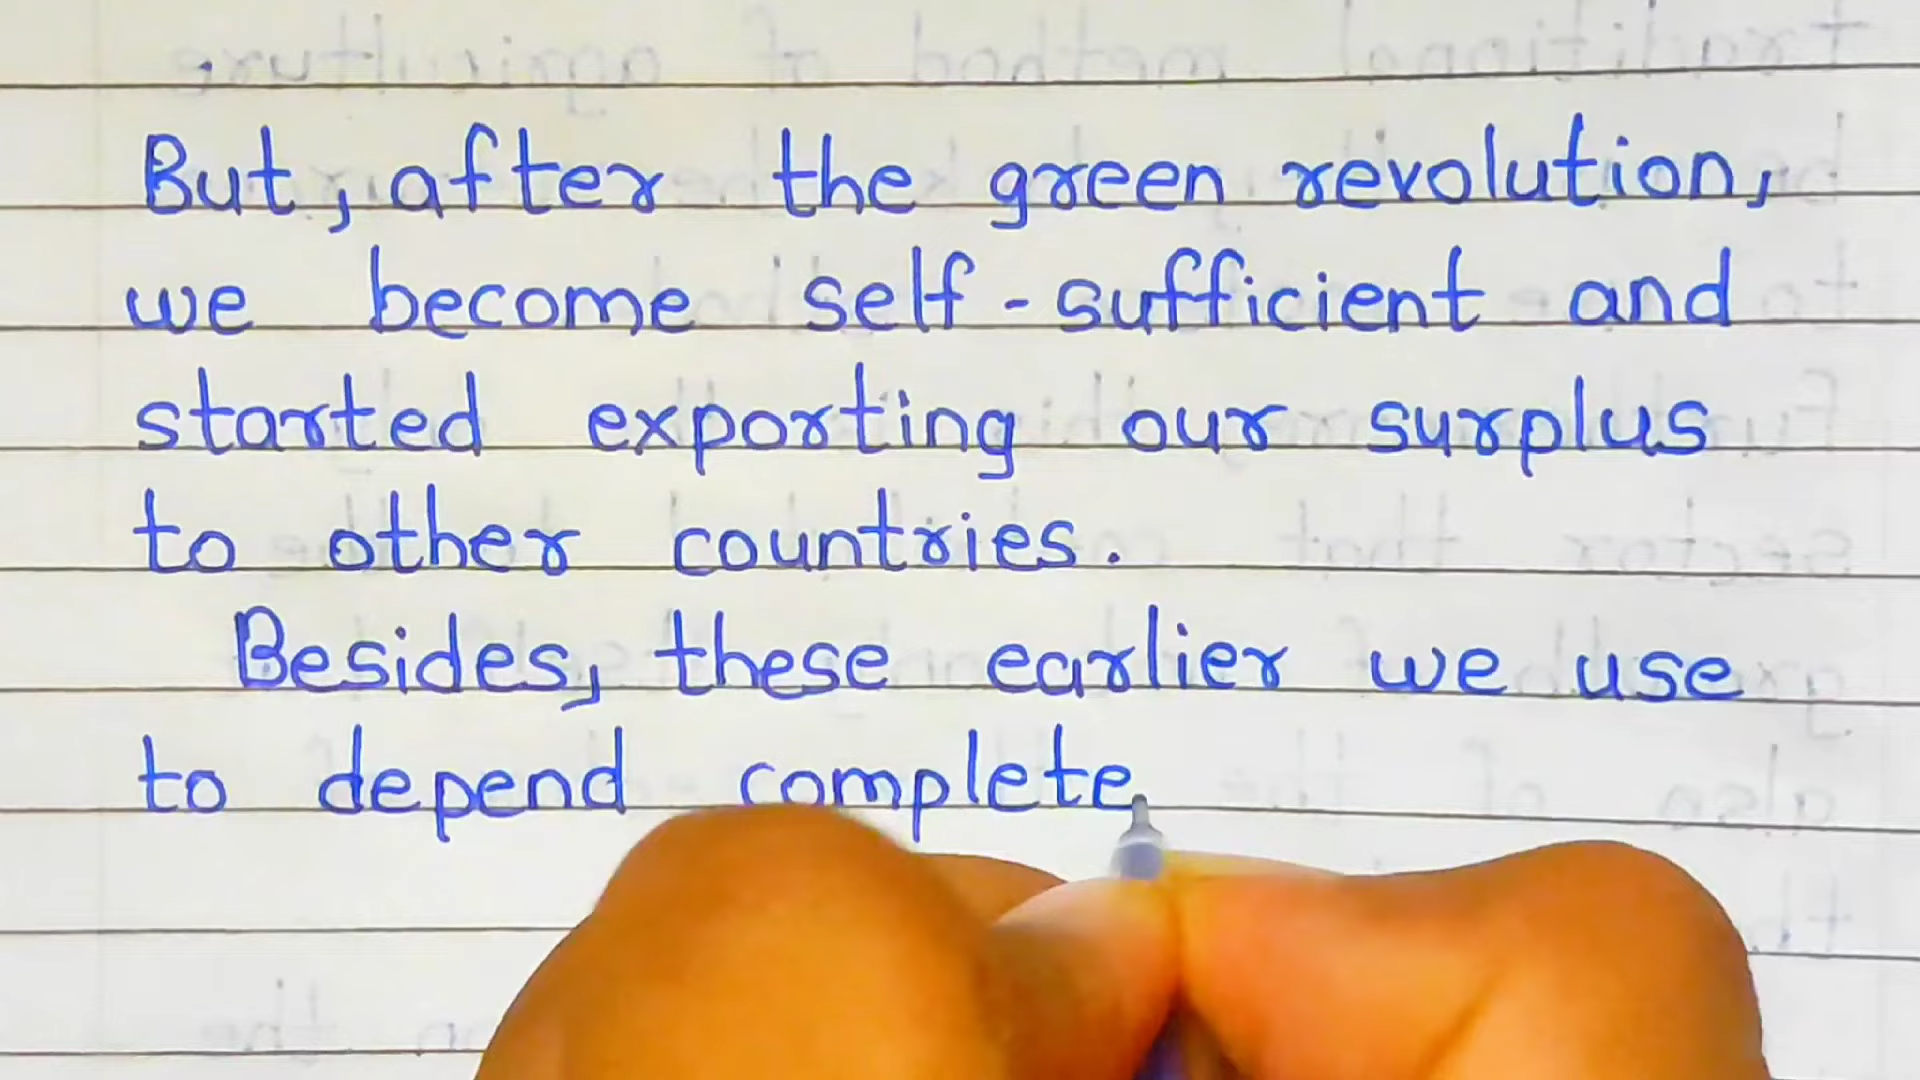 But, after the green revolution,
we become self-sufficient and
started exporting our surplus
to other countries.
Besides, these earlier we use
to depend complete